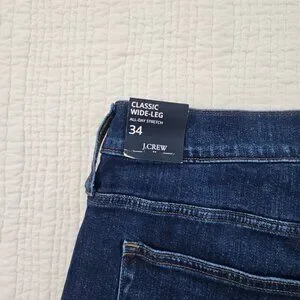 CLASSIC
WIDE-LEG
ALL-DAY STRETCH
34
J.CREW